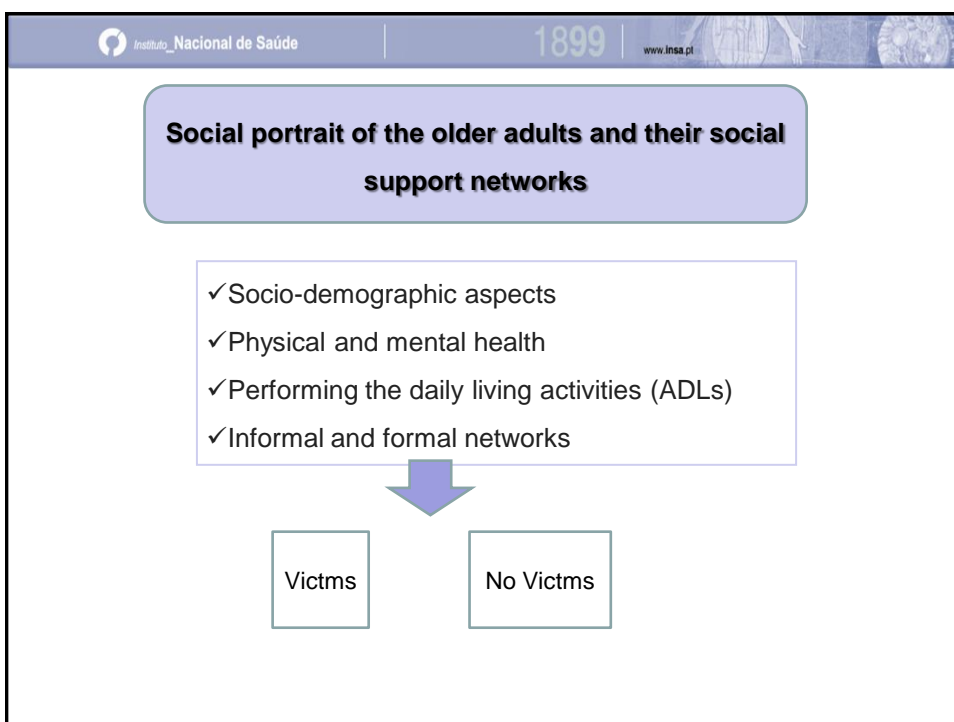 Instituto_Nacional de Saúde
1899
www.insa.pt
Social portrait of the older adults and their social
support networks
✓Socio-demographic aspects
✓Physical and mental health
✓Performing the daily living activities (ADLs)
✓Informal and formal networks
Victms
No Victms